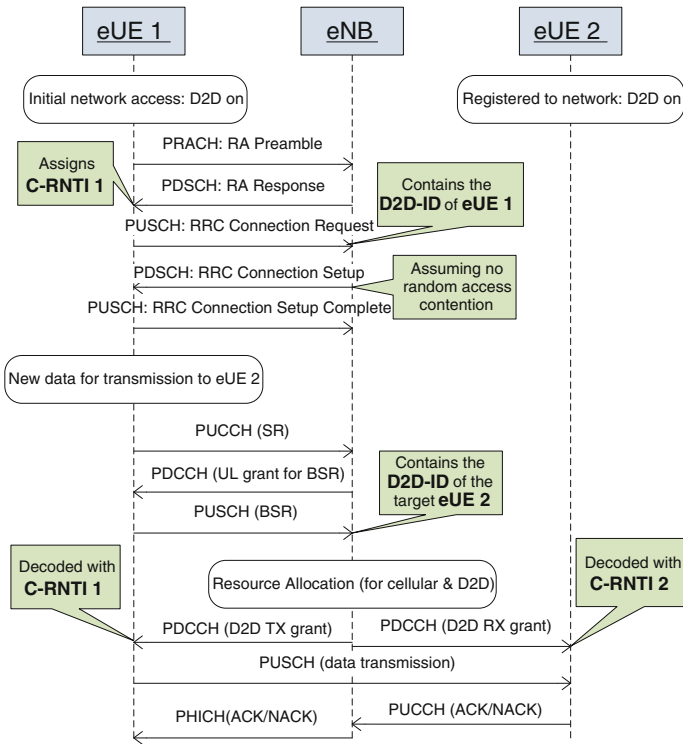 eUE 1
eNB
eUE 2
Initial network access: D2D on
Registered to network: D2D on
PRACH: RA Preamble
Assigns
C-RNTI 1
PDSCH: RA Response
Contains the
D2D-ID of eUE 1
PUSCH: RRC Connection Request
PDSCH: RRC Connection Setup
Assuming no
random access
contention
PUSCH: RRC Connection Setup Complete
New data for transmission to eUE 2
PUCCH (SR)
PDCCH (UL grant for BSR)
Contains the
D2D-ID of the
target eUE 2
PUSCH (BSR)
Decoded with
C-RNTI 1
Resource Allocation (for cellular & D2D)
Decoded with
C-RNTI 2
PDCCH (D2D TX grant)
PDCCH (D2D RX grant)
PUSCH (data transmission)
PUCCH (ACK/NACK)
PHICH(ACK/NACK)